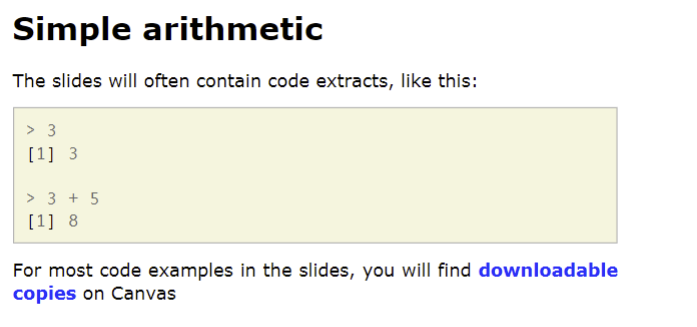 Simple arithmetic
The slides will often contain code extracts, like this:
> 3
[1] 3
> 3 + 5
[1] 8
For most code examples in the slides, you will find downloadable
copies on Canvas